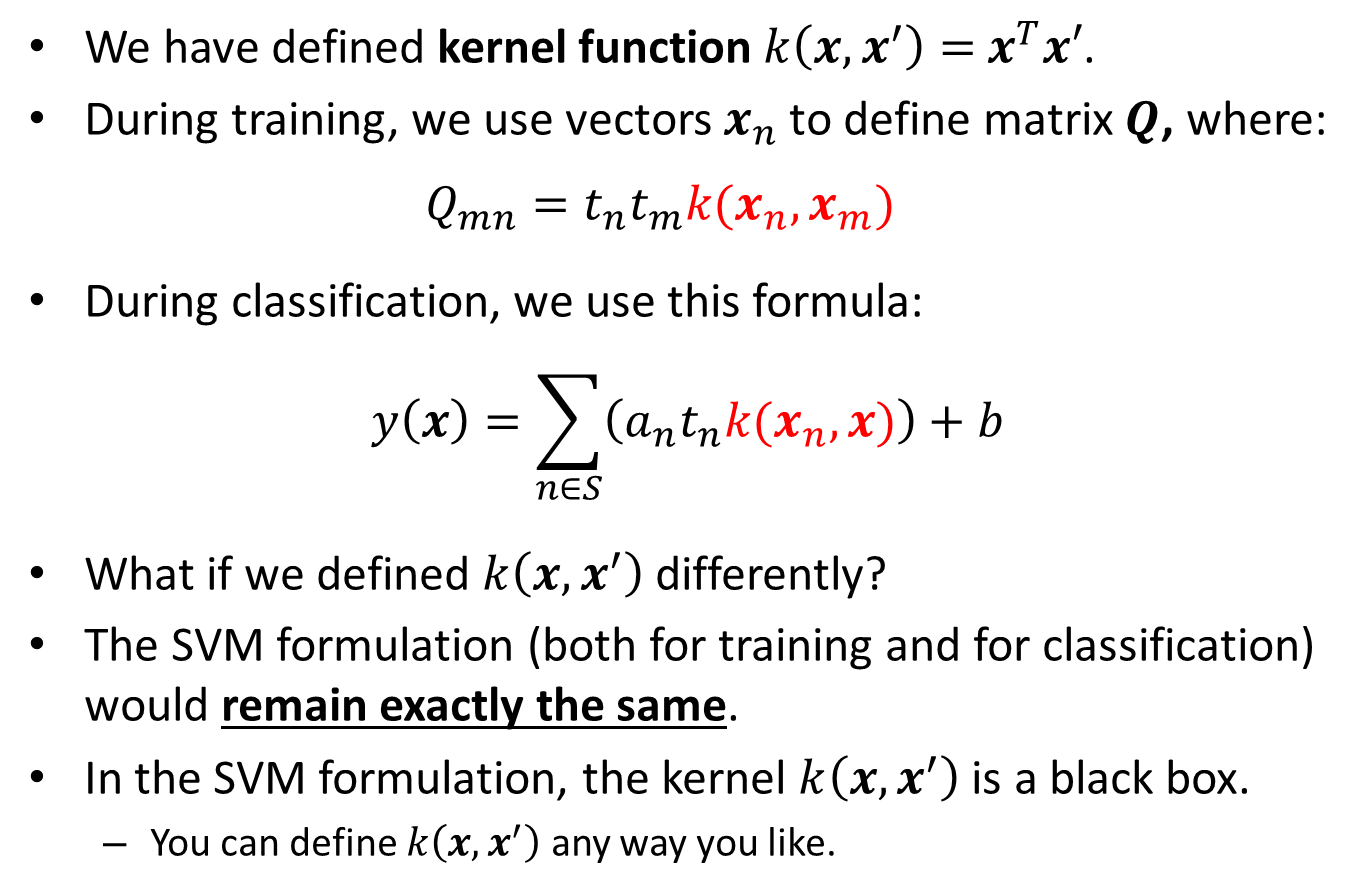 • We have defined kernel function k(x, x′) = xᵀx′.
• During training, we use vectors xₙ to define matrix Q, where:
Qₘₙ = tₙtₘk(xₙ, xₘ)
• During classification, we use this formula:
y(x) = ∑ₙ∈S (aₙtₙk(xₙ, x)) + b
• What if we defined k(x, x′) differently?
• The SVM formulation (both for training and for classification)
would remain exactly the same.
• In the SVM formulation, the kernel k(x, x′) is a black box.
– You can define k(x, x′) any way you like.